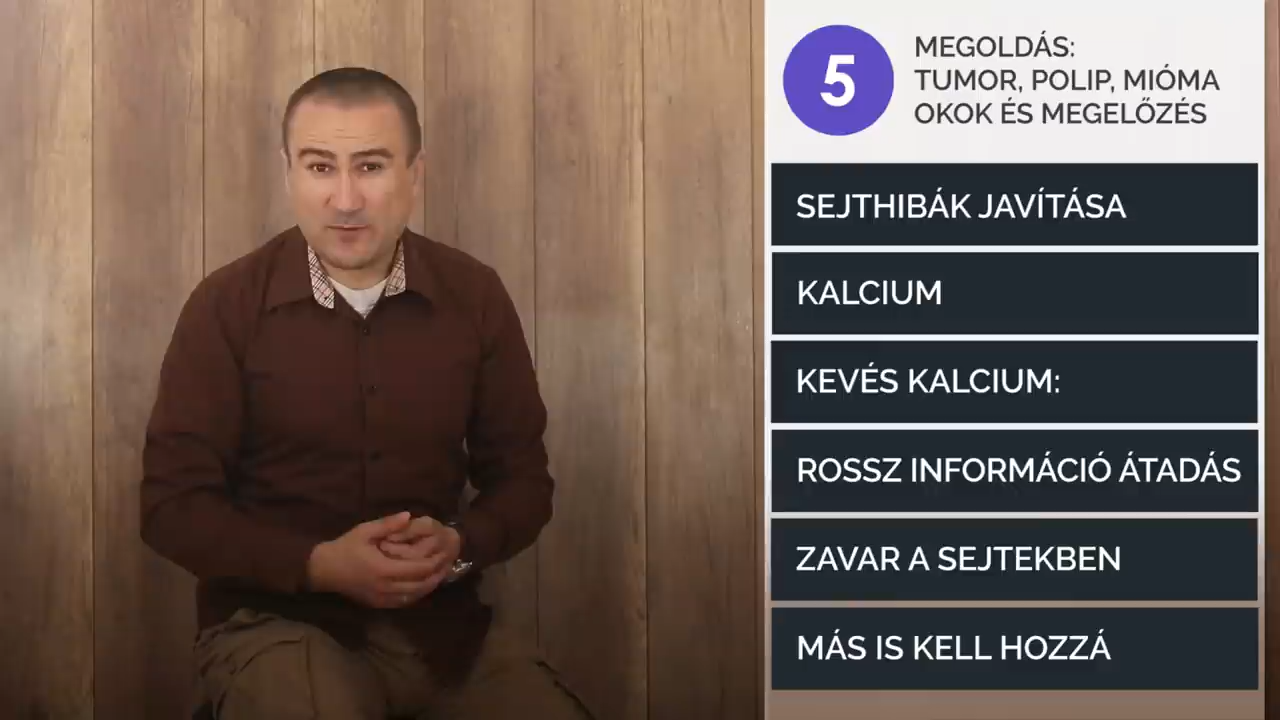 5
MEGOLDÁS:
TUMOR, POLIP, MIÓMA
OKOK ÉS MEGELŐZÉS
SEJTHIBÁK JAVÍTÁSA
KALCIUM
KEVÉS KALCIUM:
ROSSZ INFORMÁCIÓ ÁTADÁS
ZAVAR A SEJTEKBEN
MÁS IS KELL HOZZÁ